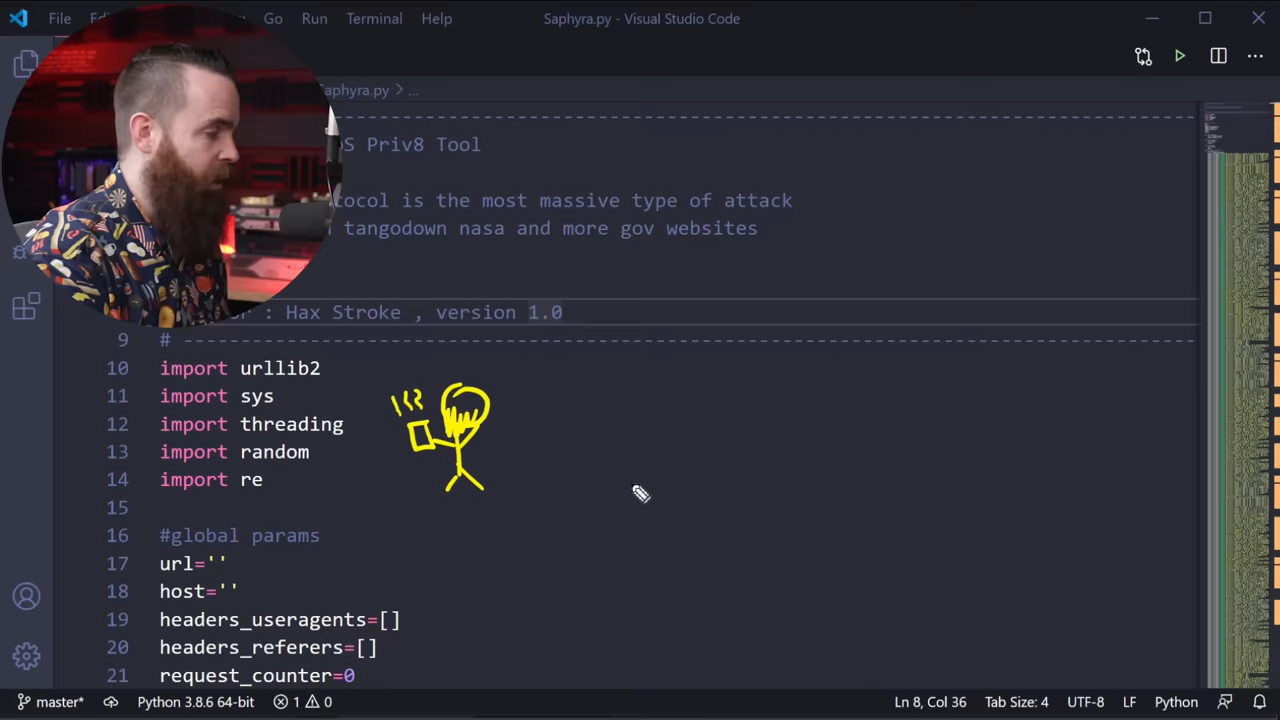 File
Go Run Terminal Help
Saphyra.py - Visual Studio Code
Saphyra.py > ...
S Priv8 Tool
is the most massive type of attack
tangodown nasa and more gov websites
: Hax Stroke , version 1.0
9 # ----------------------------------------------------------------------------------------
10 import urllib2
11 import sys
12 import threading
13 import random
14 import re
15
16 #global params
17 url=''
18 host=''
19 headers_useragents=[]
20 headers_referers=[]
21 request_counter=0
master* Python 3.8.6 64-bit 1 0 Ln 8, Col 36 Tab Size: 4 UTF-8 LF Python